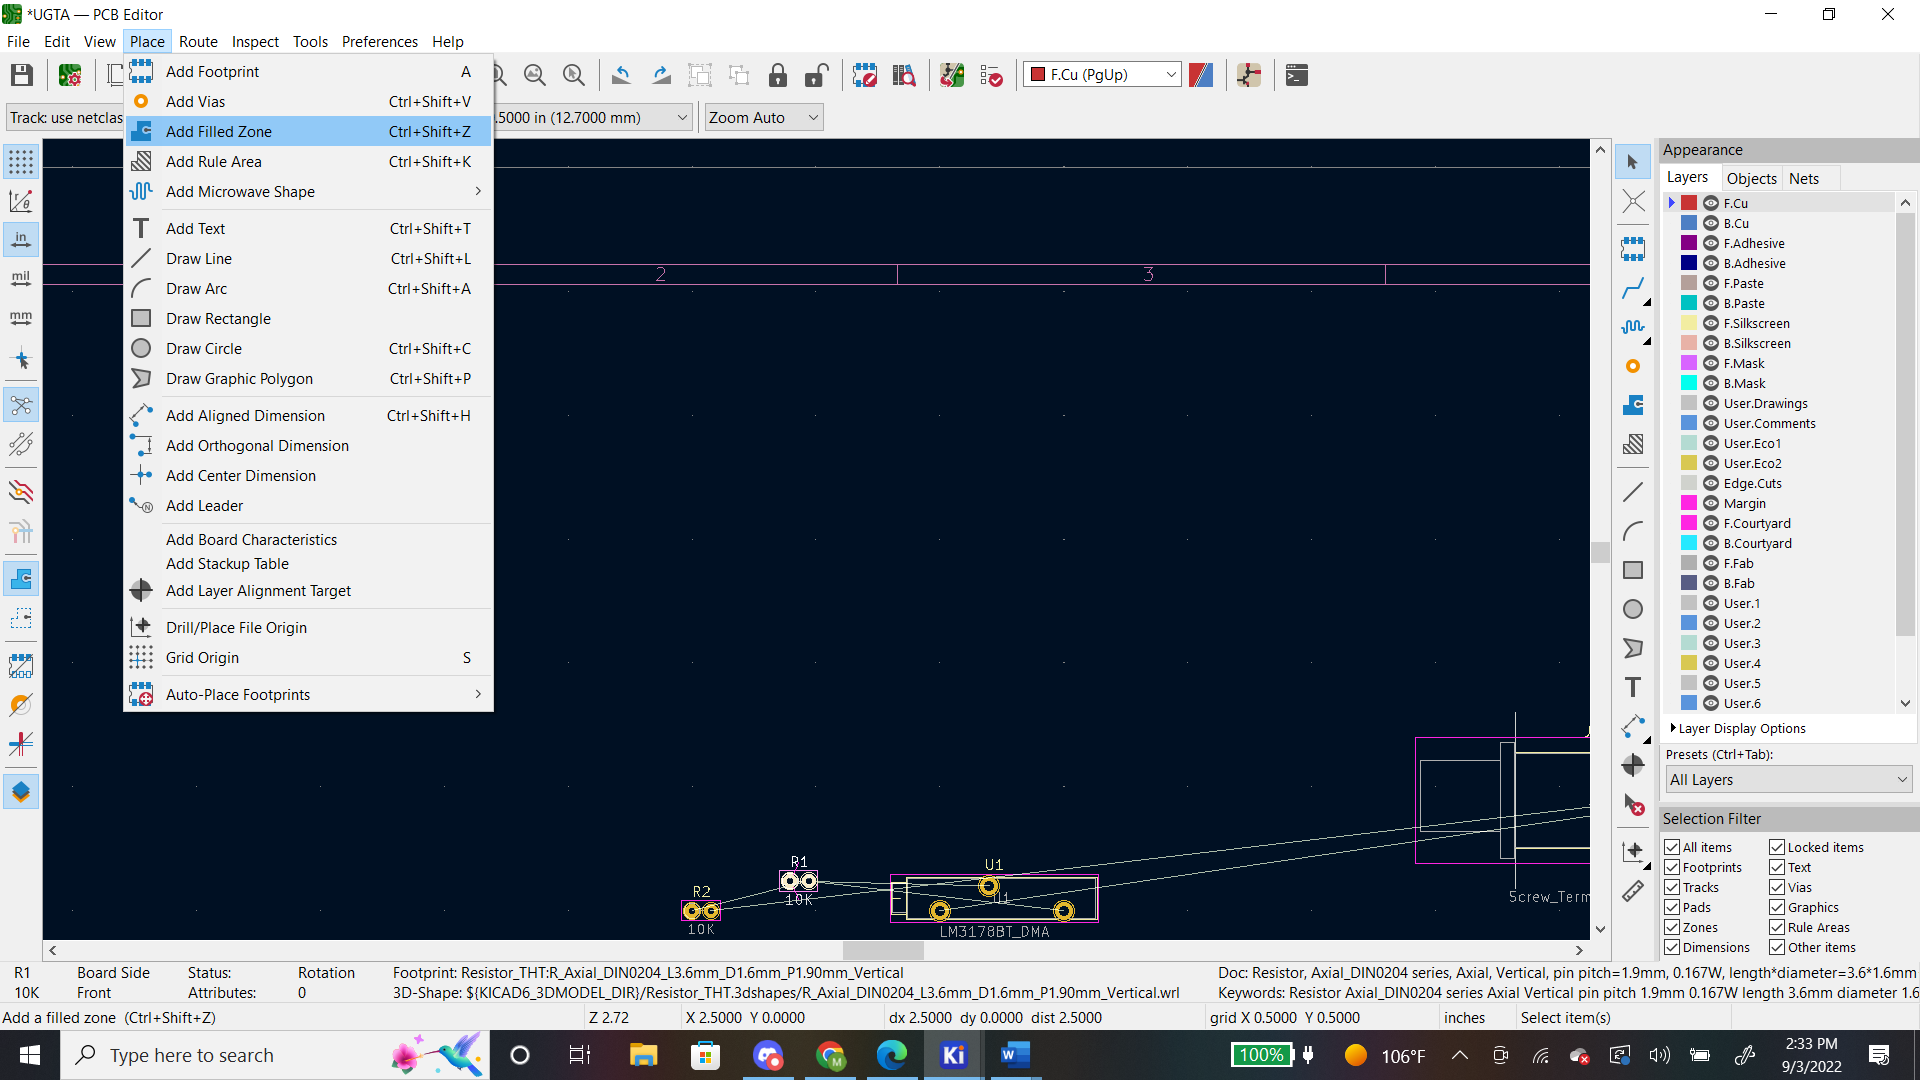 *UGTA — PCB Editor
File Edit View Place Route Inspect Tools Preferences Help
F.Cu (PgUp)
Track: use netclas
.5000 in (12.7000 mm)
Zoom Auto
Add Footprint A
Add Vias Ctrl+Shift+V
Add Filled Zone Ctrl+Shift+Z
Add Rule Area Ctrl+Shift+K
Add Microwave Shape
Add Text Ctrl+Shift+T
Draw Line Ctrl+Shift+L
Draw Arc Ctrl+Shift+A
Draw Rectangle
Draw Circle Ctrl+Shift+C
Draw Graphic Polygon Ctrl+Shift+P
Add Aligned Dimension Ctrl+Shift+H
Add Orthogonal Dimension
Add Center Dimension
Add Leader
Add Board Characteristics
Add Stackup Table
Add Layer Alignment Target
Drill/Place File Origin
Grid Origin S
Auto-Place Footprints
in
mil
mm
2 3
R1
10K
R2
10K
U1
U1
LM317BBT_DMA
Screw_Term
Appearance
Layers Objects Nets
F.Cu
B.Cu
F.Adhesive
B.Adhesive
F.Paste
B.Paste
F.Silkscreen
B.Silkscreen
F.Mask
B.Mask
User.Drawings
User.Comments
User.Eco1
User.Eco2
Edge.Cuts
Margin
F.Courtyard
B.Courtyard
F.Fab
B.Fab
User.1
User.2
User.3
User.4
User.5
User.6
Layer Display Options
Presets (Ctrl+Tab):
All Layers
Selection Filter
All items Locked items
Footprints Text
Tracks Vias
Pads Graphics
Zones Rule Areas
Dimensions Other items
R1 Board Side Status: Rotation Footprint: Resistor_THT:R_Axial_DIN0204_L3.6mm_D1.6mm_P1.90mm_Vertical Doc: Resistor, Axial_DIN0204 series, Axial, Vertical, pin pitch=1.9mm, 0.167W, length*diameter=3.6*1.6mm
10K Front Attributes: 0 3D-Shape: ${KICAD6_3DMODEL_DIR}/Resistor_THT.3dshapes/R_Axial_DIN0204_L3.6mm_D1.6mm_P1.90mm_Vertical.wrl Keywords: Resistor Axial_DIN0204 series Axial Vertical pin pitch 1.9mm 0.167W length 3.6mm diameter 1.6
Add a filled zone (Ctrl+Shift+Z) Z 2.72 X 2.5000 Y 0.0000 dx 2.5000 dy 0.0000 dist 2.5000 grid X 0.5000 Y 0.5000 inches Select item(s)
Type here to search
Ki
100%
106°F
2:33 PM
9/3/2022